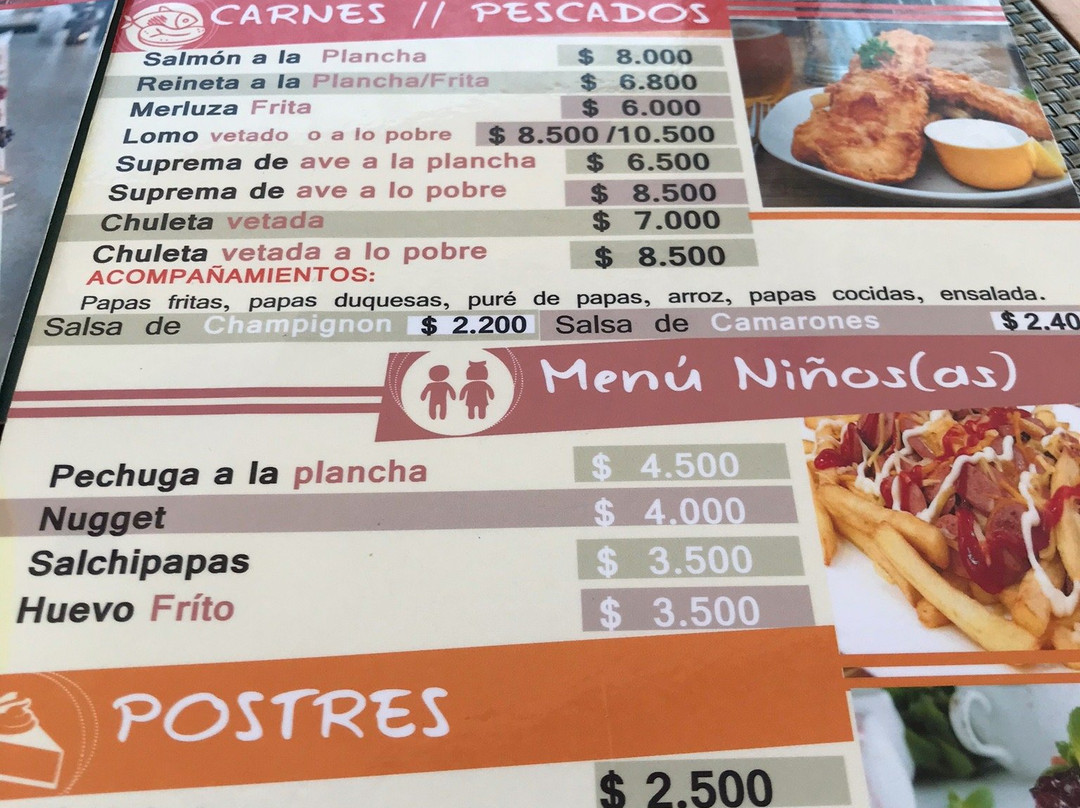 CARNES // PESCADOS
Salmón a la Plancha $ 8.000
Reineta a la Plancha/Frita $ 6.800
Merluza Frita $ 6.000
Lomo vetado o a lo pobre $ 8.500 /10.500
Suprema de ave a la plancha $ 6.500
Suprema de ave a lo pobre $ 8.500
Chuleta vetada $ 7.000
Chuleta vetada a lo pobre $ 8.500
ACOMPAÑAMIENTOS:
Papas fritas, papas duquesas, puré de papas, arroz, papas cocidas, ensalada.
Salsa de Champignon $ 2.200 Salsa de Camarones $ 2.40
Menú Niños(as)
Pechuga a la plancha $ 4.500
Nugget $ 4.000
Salchipapas $ 3.500
Huevo Fríto $ 3.500
POSTRES
$ 2.500